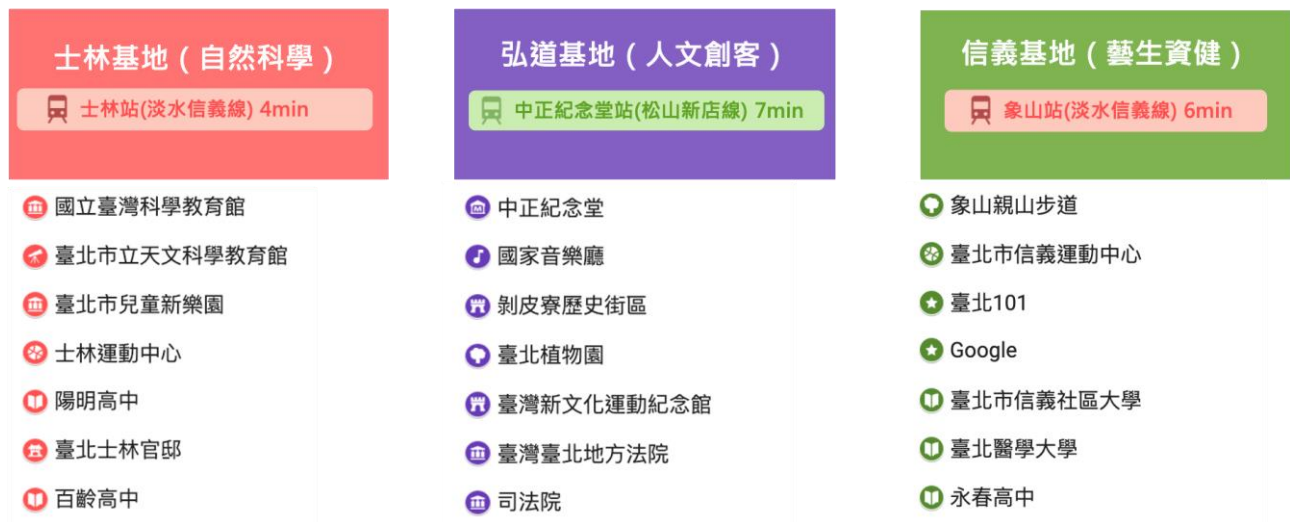 士林基地（自然科學）
士林站(淡水信義線) 4min
國立臺灣科學教育館
臺北市立天文科學教育館
臺北市兒童新樂園
士林運動中心
陽明高中
臺北士林官邸
百齡高中
弘道基地（人文創客）
中正紀念堂站(松山新店線) 7min
中正紀念堂
國家音樂廳
剝皮寮歷史街區
臺北植物園
臺灣新文化運動紀念館
臺灣臺北地方法院
司法院
信義基地（藝生資健）
象山站(淡水信義線) 6min
象山親山步道
臺北市信義運動中心
臺北101
Google
臺北市信義社區大學
臺北醫學大學
永春高中